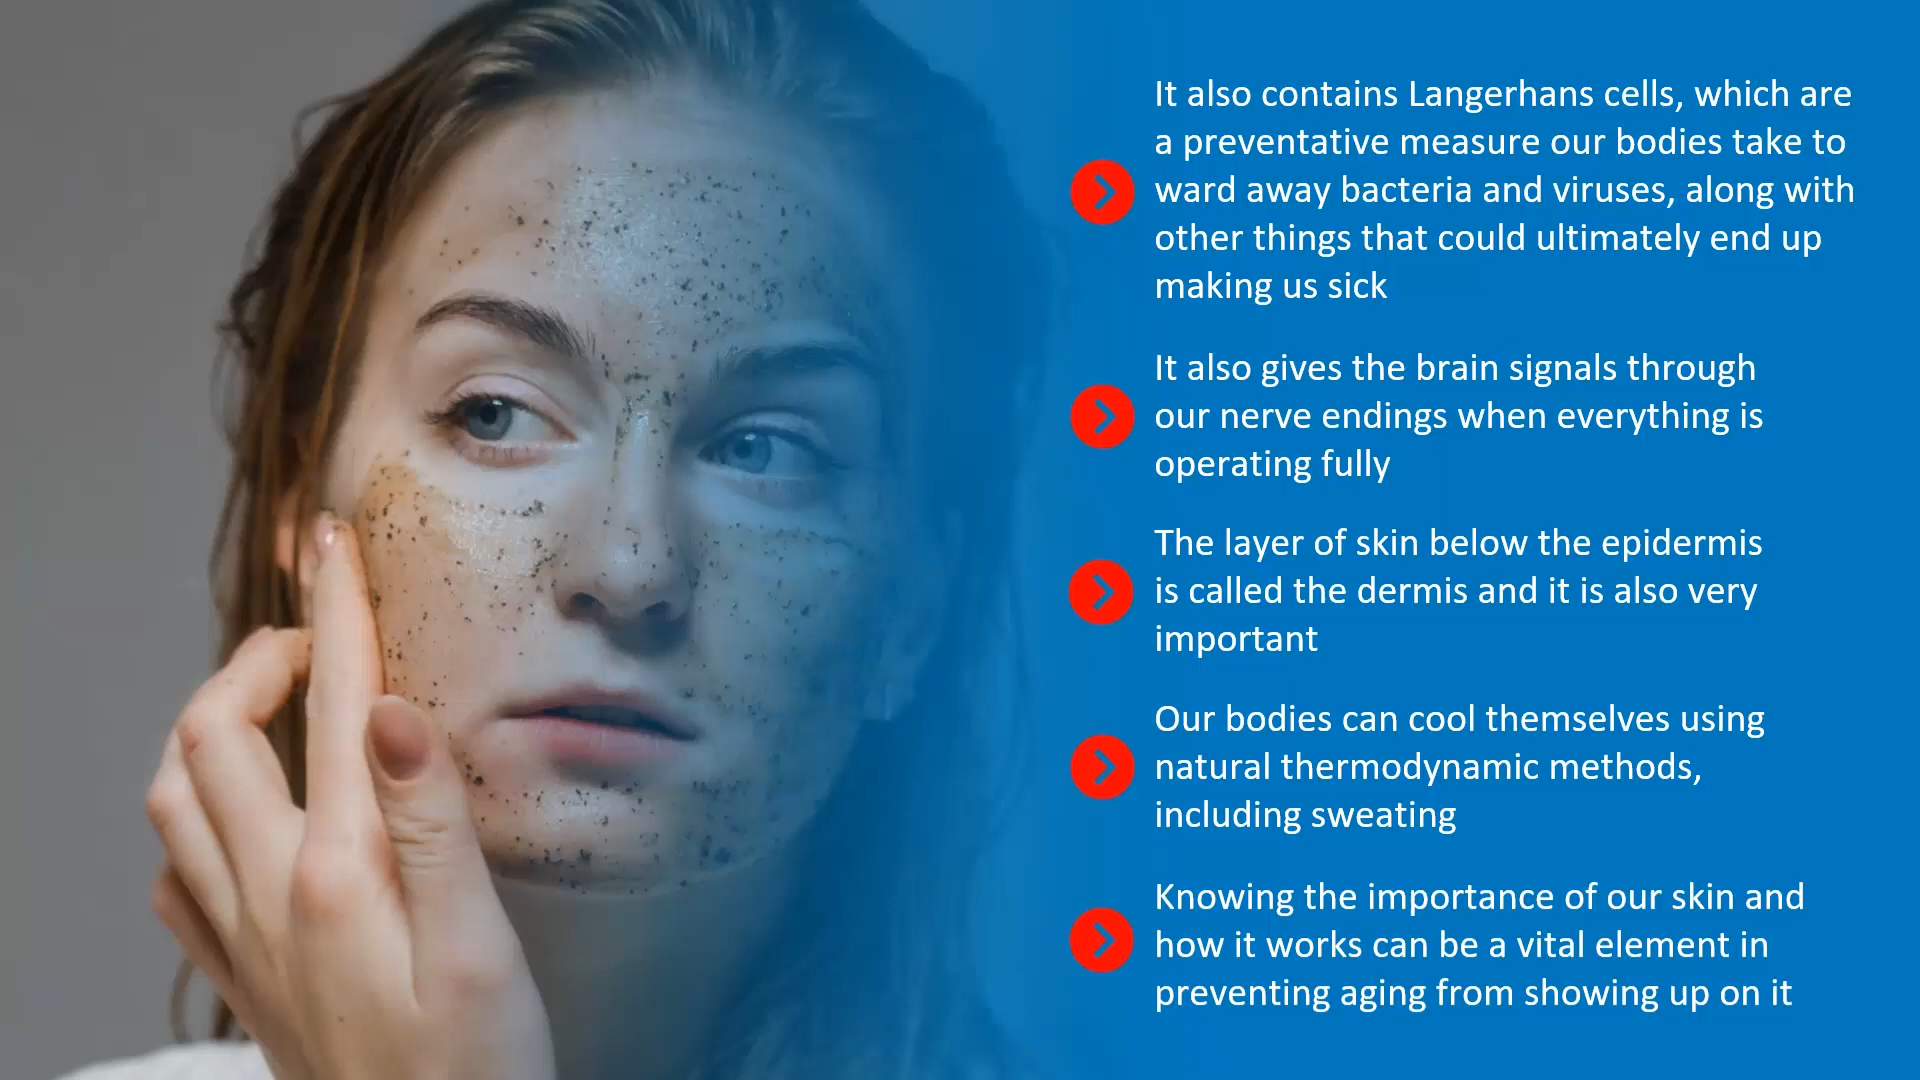 It also contains Langerhans cells, which are
a preventative measure our bodies take to
ward away bacteria and viruses, along with
other things that could ultimately end up
making us sick
It also gives the brain signals through
our nerve endings when everything is
operating fully
The layer of skin below the epidermis
is called the dermis and it is also very
important
Our bodies can cool themselves using
natural thermodynamic methods,
including sweating
Knowing the importance of our skin and
how it works can be a vital element in
preventing aging from showing up on it